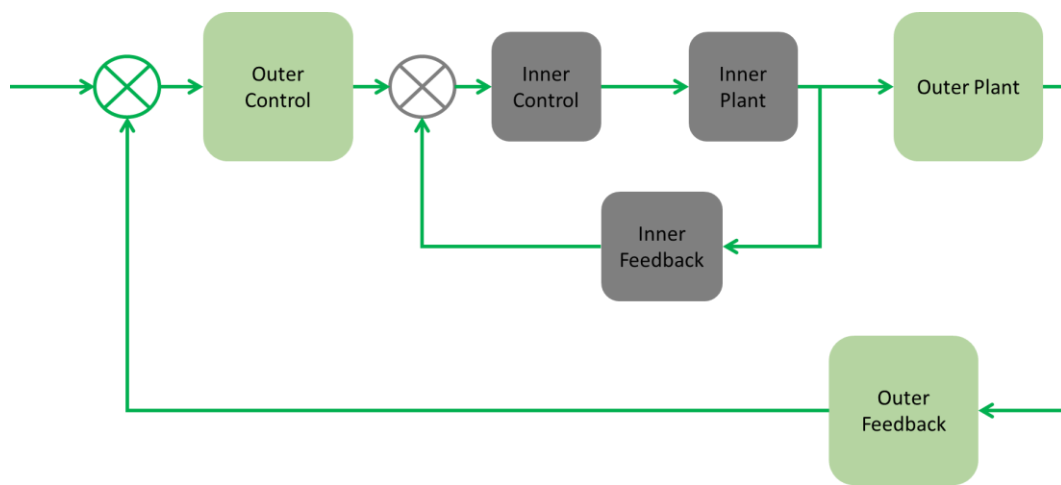 Outer
Control
Inner
Control
Inner
Plant
Outer Plant
Inner
Feedback
Outer
Feedback